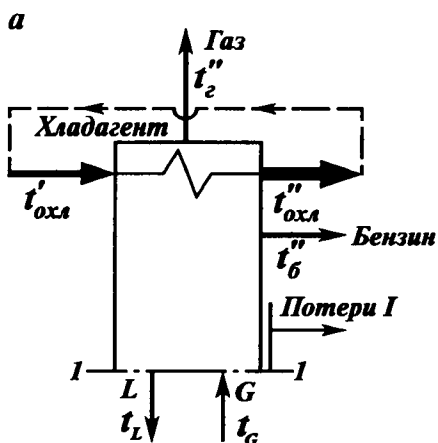 а
Газ
t″г
Хладагент
t′охл
t″охл
Бензин
t″б
Потери I
1 1
L G
tL tG